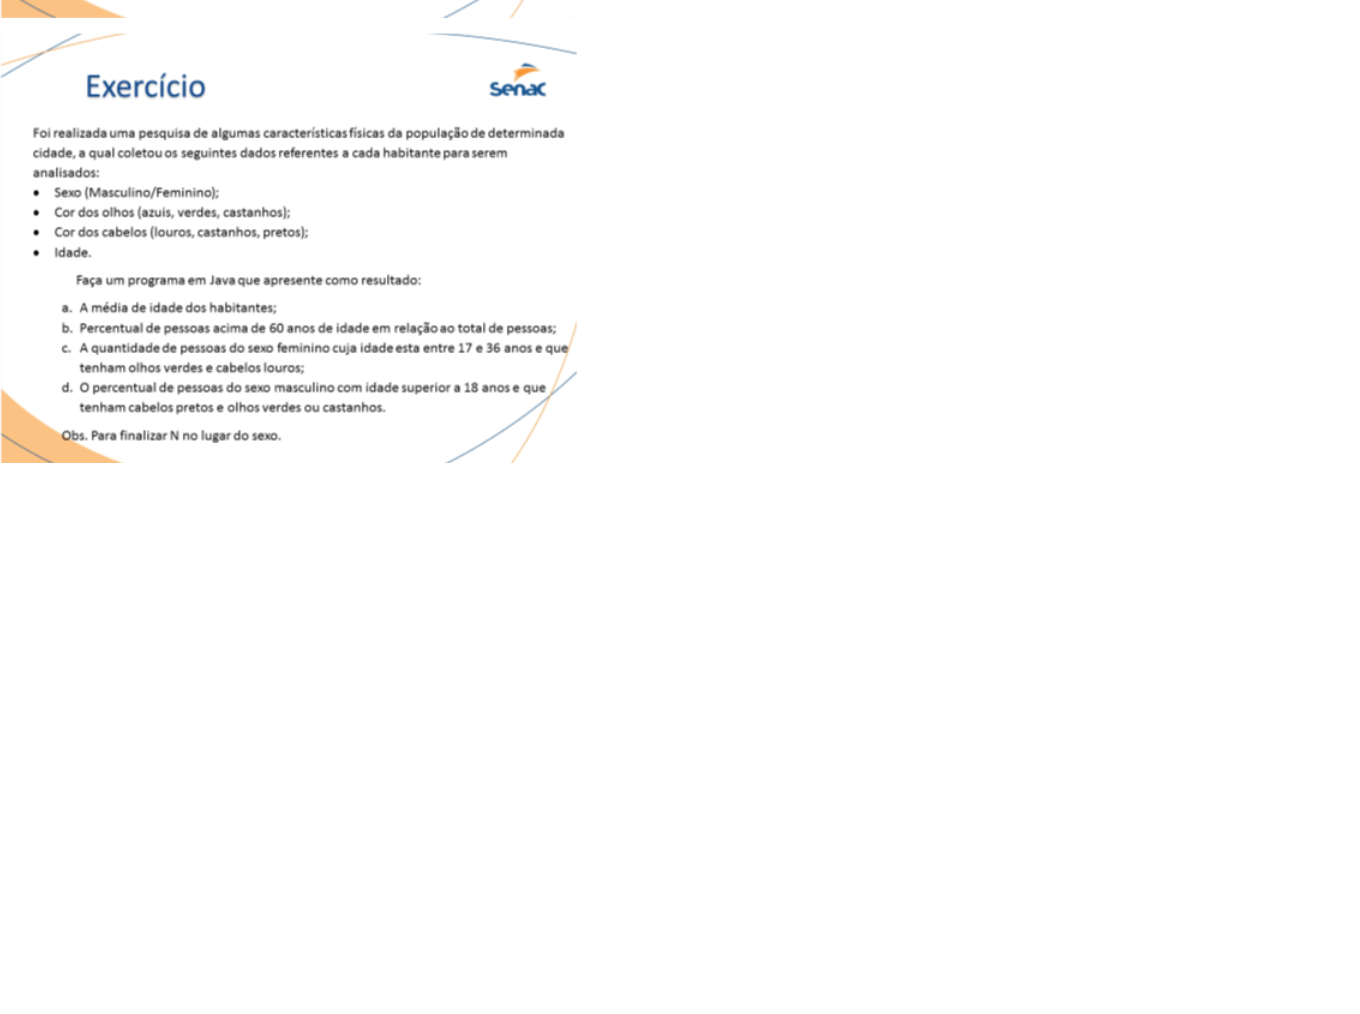 Exercício
senac
Foi realizada uma pesquisa de algumas características físicas da população de determinada
cidade, a qual coletou os seguintes dados referentes a cada habitante para serem
analisados:
• Sexo (Masculino/Feminino);
• Cor dos olhos (azuis, verdes, castanhos);
• Cor dos cabelos (louros, castanhos, pretos);
• Idade.
Faça um programa em Java que apresente como resultado:
a. A média de idade dos habitantes;
b. Percentual de pessoas acima de 60 anos de idade em relação ao total de pessoas;
c. A quantidade de pessoas do sexo feminino cuja idade esta entre 17 e 36 anos e que
tenham olhos verdes e cabelos louros;
d. O percentual de pessoas do sexo masculino com idade superior a 18 anos e que
tenham cabelos pretos e olhos verdes ou castanhos.
Obs. Para finalizar N no lugar do sexo.